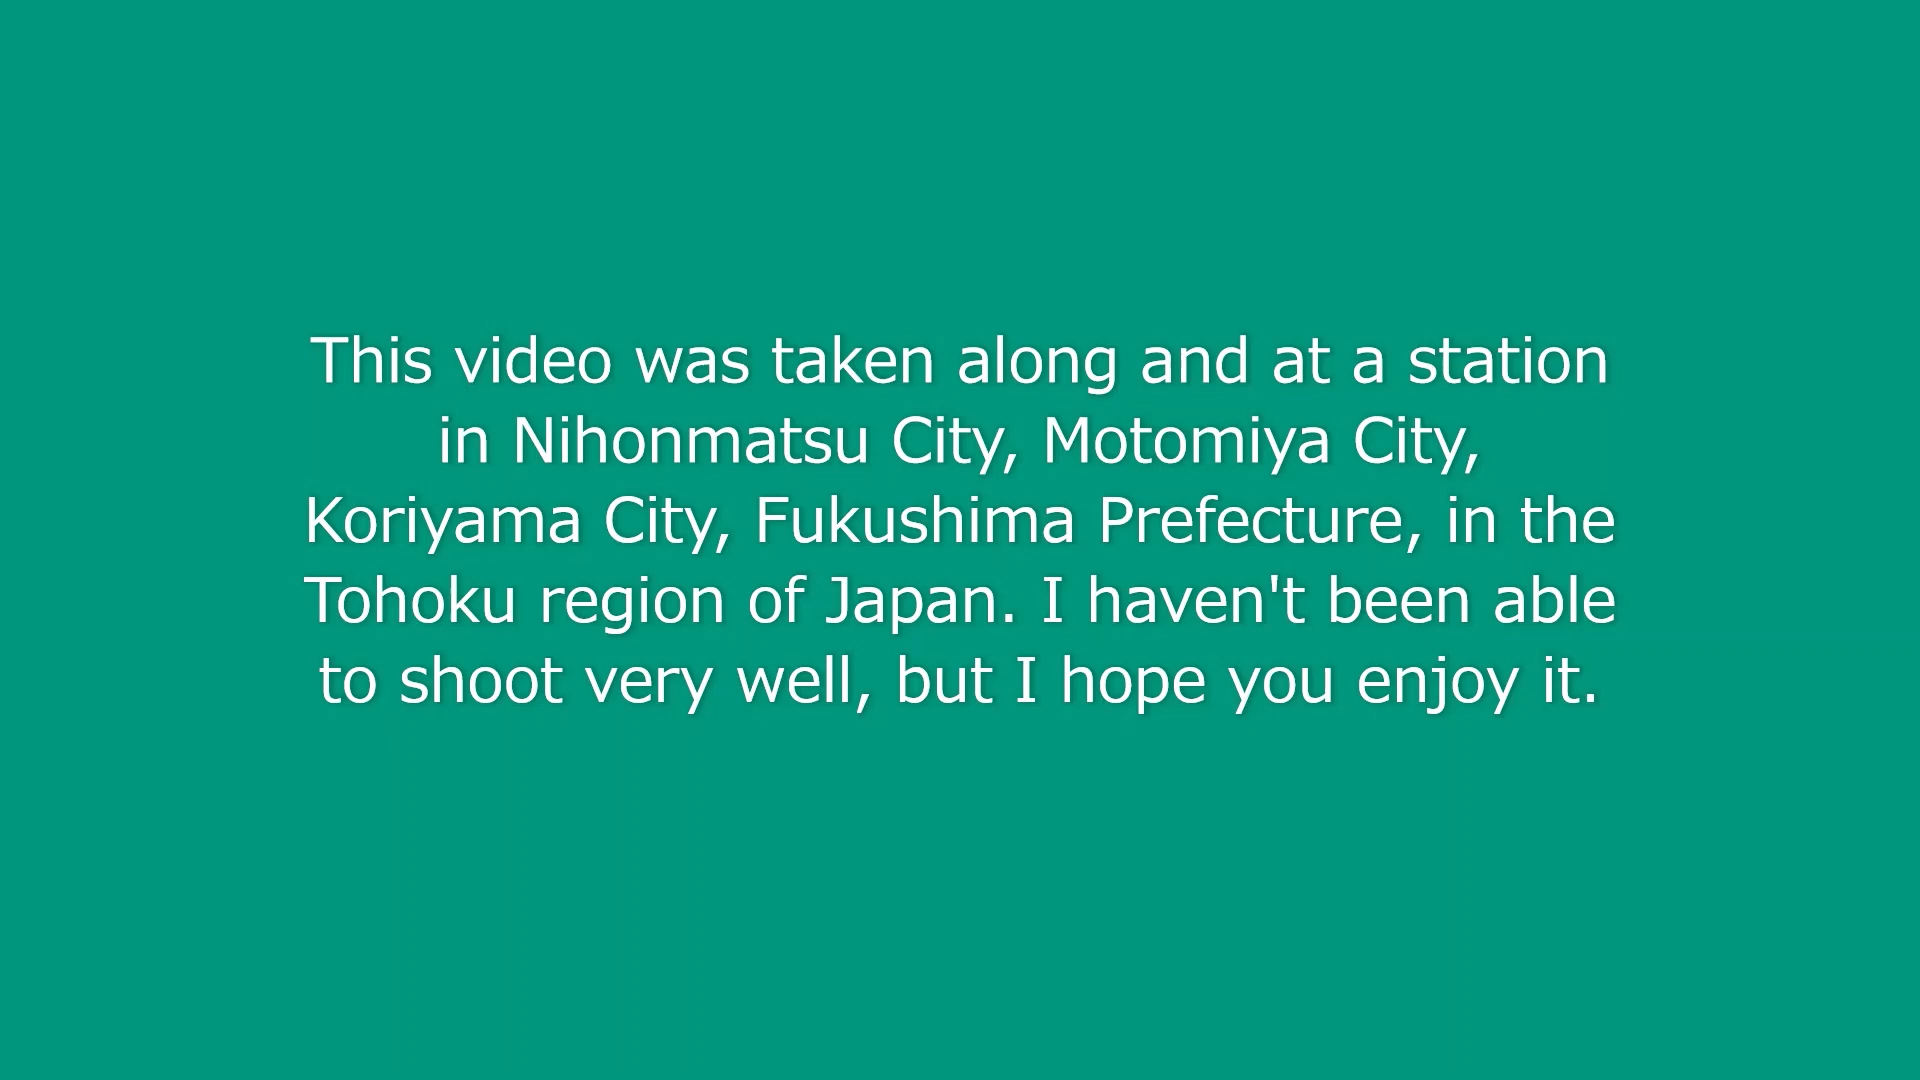 This video was taken along and at a station
in Nihonmatsu City, Motomiya City,
Koriyama City, Fukushima Prefecture, in the
Tohoku region of Japan. I haven't been able
to shoot very well, but I hope you enjoy it.